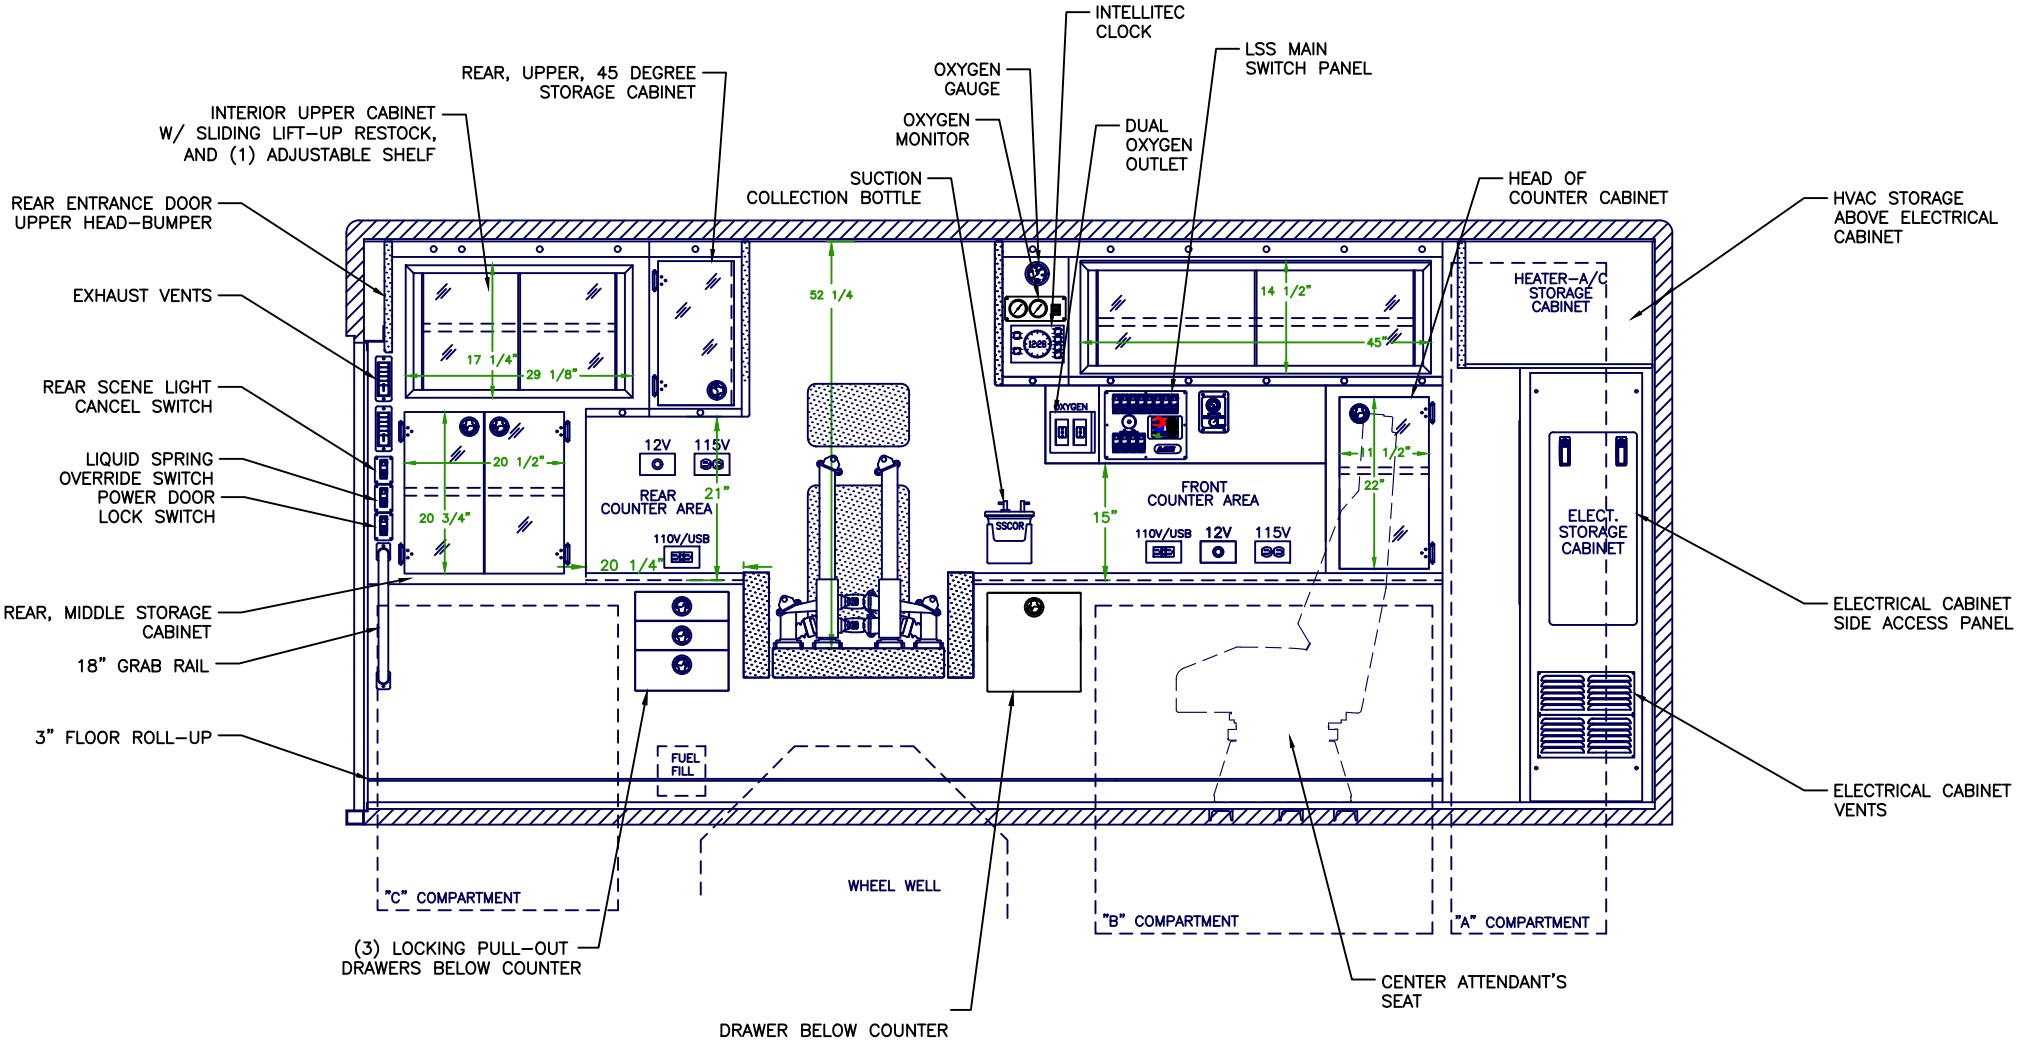 INTELLITEC
CLOCK
LSS MAIN
SWITCH PANEL
REAR, UPPER, 45 DEGREE
STORAGE CABINET
OXYGEN
GAUGE
INTERIOR UPPER CABINET
W/ SLIDING LIFT-UP RESTOCK,
AND (1) ADJUSTABLE SHELF
OXYGEN
MONITOR
DUAL
OXYGEN
OUTLET
SUCTION
COLLECTION BOTTLE
HEAD OF
COUNTER CABINET
REAR ENTRANCE DOOR
UPPER HEAD-BUMPER
HVAC STORAGE
ABOVE ELECTRICAL
CABINET
EXHAUST VENTS
52 1/4
14 1/2"
HEATER-A/C
STORAGE
CABINET
12:28
45"
17 1/4"
29 1/8"
REAR SCENE LIGHT
CANCEL SWITCH
OXYGEN
12V
115V
LIQUID SPRING
OVERRIDE SWITCH
20 1/2"
11 1/2"
POWER DOOR
LOCK SWITCH
REAR
COUNTER AREA
21"
FRONT
COUNTER AREA
22"
20 3/4"
15"
SSCOR
ELECT.
STORAGE
CABINET
110V/USB
110V/USB
12V
115V
20 1/4"
REAR, MIDDLE STORAGE
CABINET
ELECTRICAL CABINET
SIDE ACCESS PANEL
18" GRAB RAIL
3" FLOOR ROLL-UP
FUEL
FILL
ELECTRICAL CABINET
VENTS
WHEEL WELL
"C" COMPARTMENT
"B" COMPARTMENT
"A" COMPARTMENT
(3) LOCKING PULL-OUT
DRAWERS BELOW COUNTER
CENTER ATTENDANT'S
SEAT
DRAWER BELOW COUNTER